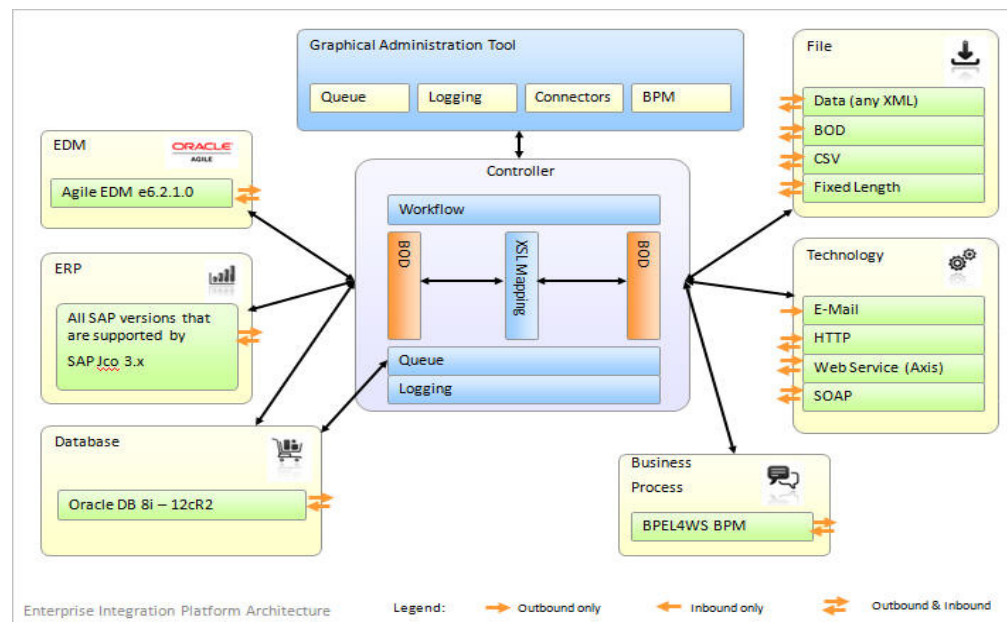 Graphical Administration Tool
Queue
Logging
Connectors
BPM
File
Data (any XML)
BOD
CSV
Fixed Length
EDM
ORACLE
AGILE
Agile EDM e6.2.1.0
Controller
Workflow
BOD
XSL Mapping
BOD
Queue
Logging
ERP
All SAP versions that
are supported by
SAP Jco 3.x
Technology
E-Mail
HTTP
Web Service (Axis)
SOAP
Database
Oracle DB 8i – 12cR2
Business
Process
BPEL4WS BPM
Enterprise Integration Platform Architecture
Legend:
Outbound only
Inbound only
Outbound & Inbound